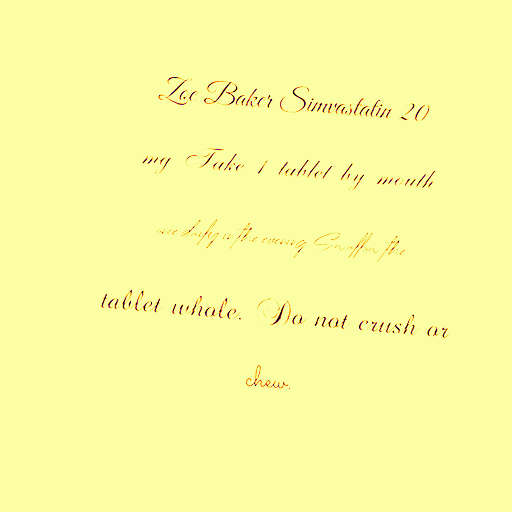 Zoe Baker Simvastatin 20
mg Take 1 tablet by mouth
once daily in the evening Swallow the
tablet whole. Do not crush or
chew.